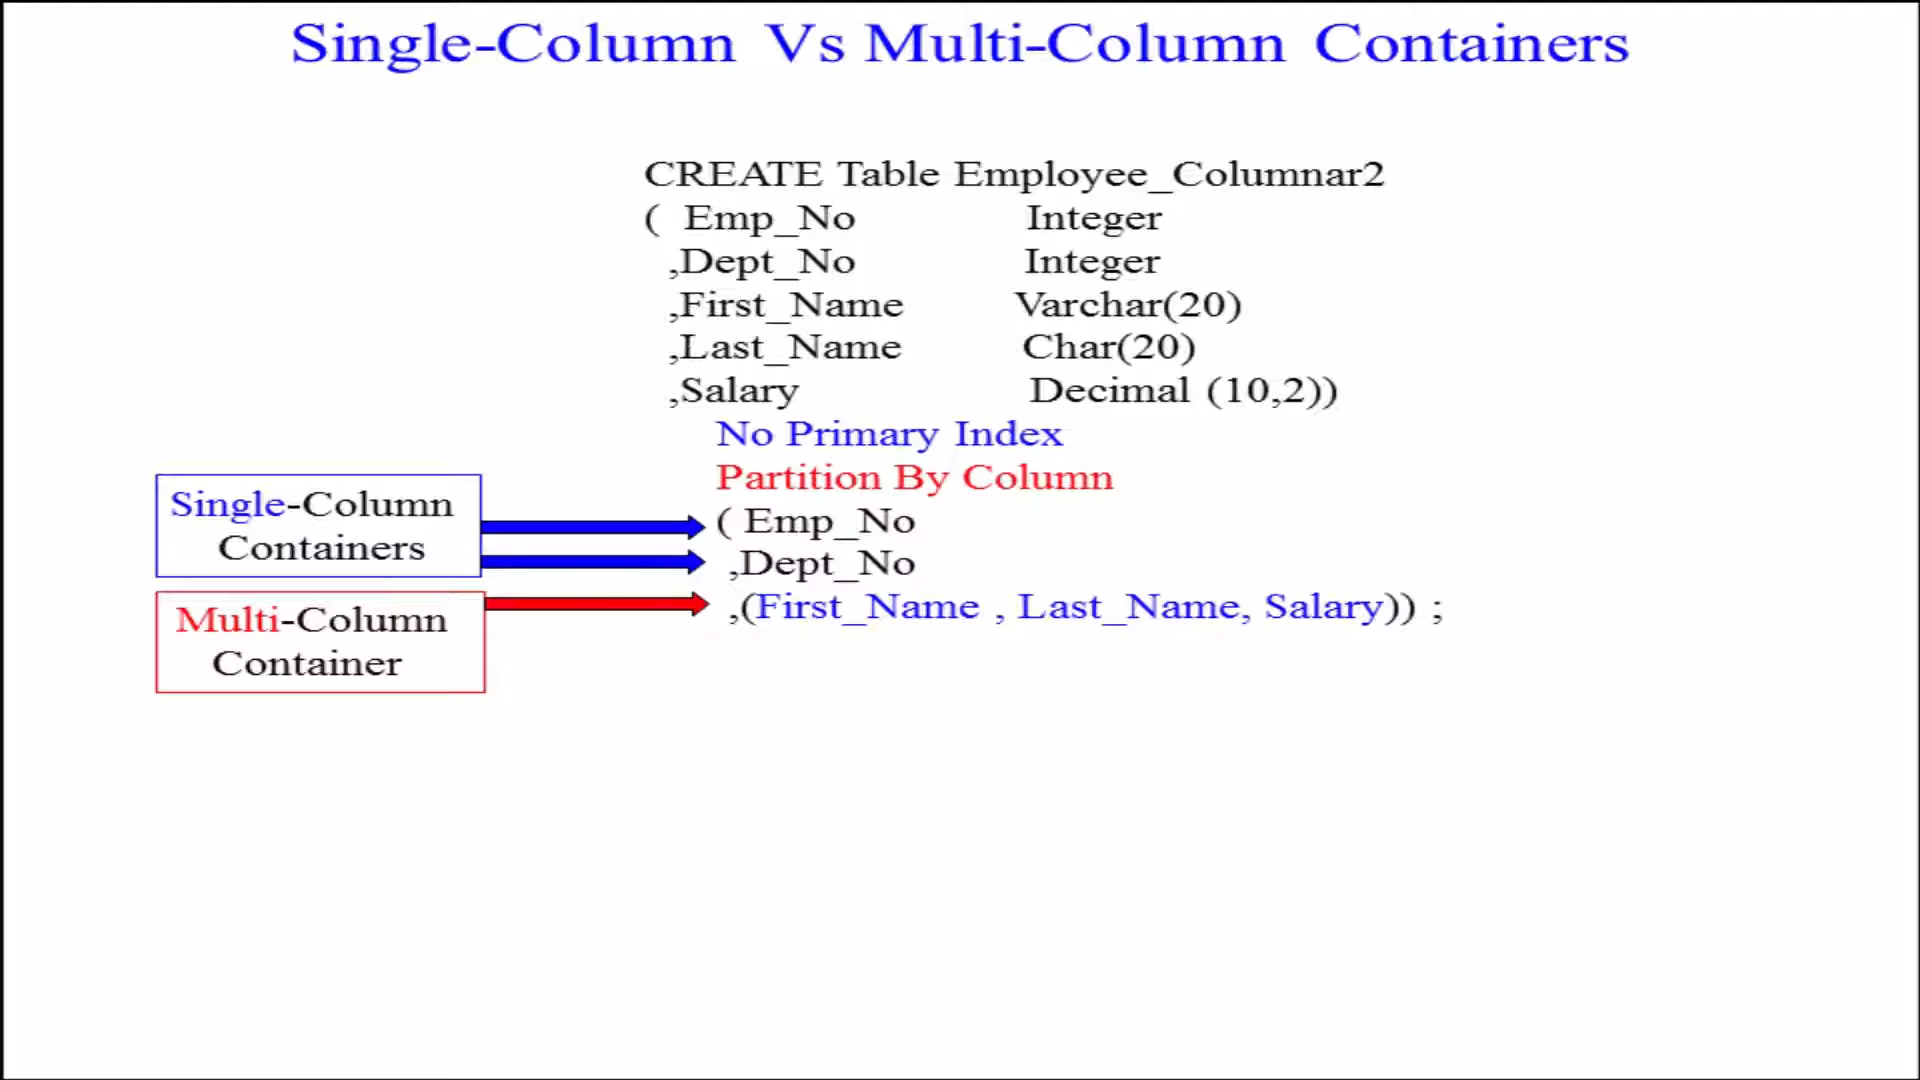 Single-Column Vs Multi-Column Containers
CREATE Table Employee_Columnar2
( Emp_No Integer
,Dept_No Integer
,First_Name Varchar(20)
,Last_Name Char(20)
,Salary Decimal (10,2))
No Primary Index
Partition By Column
( Emp_No
,Dept_No
,(First_Name , Last_Name, Salary)) ;
Single-Column
Containers
Multi-Column
Container